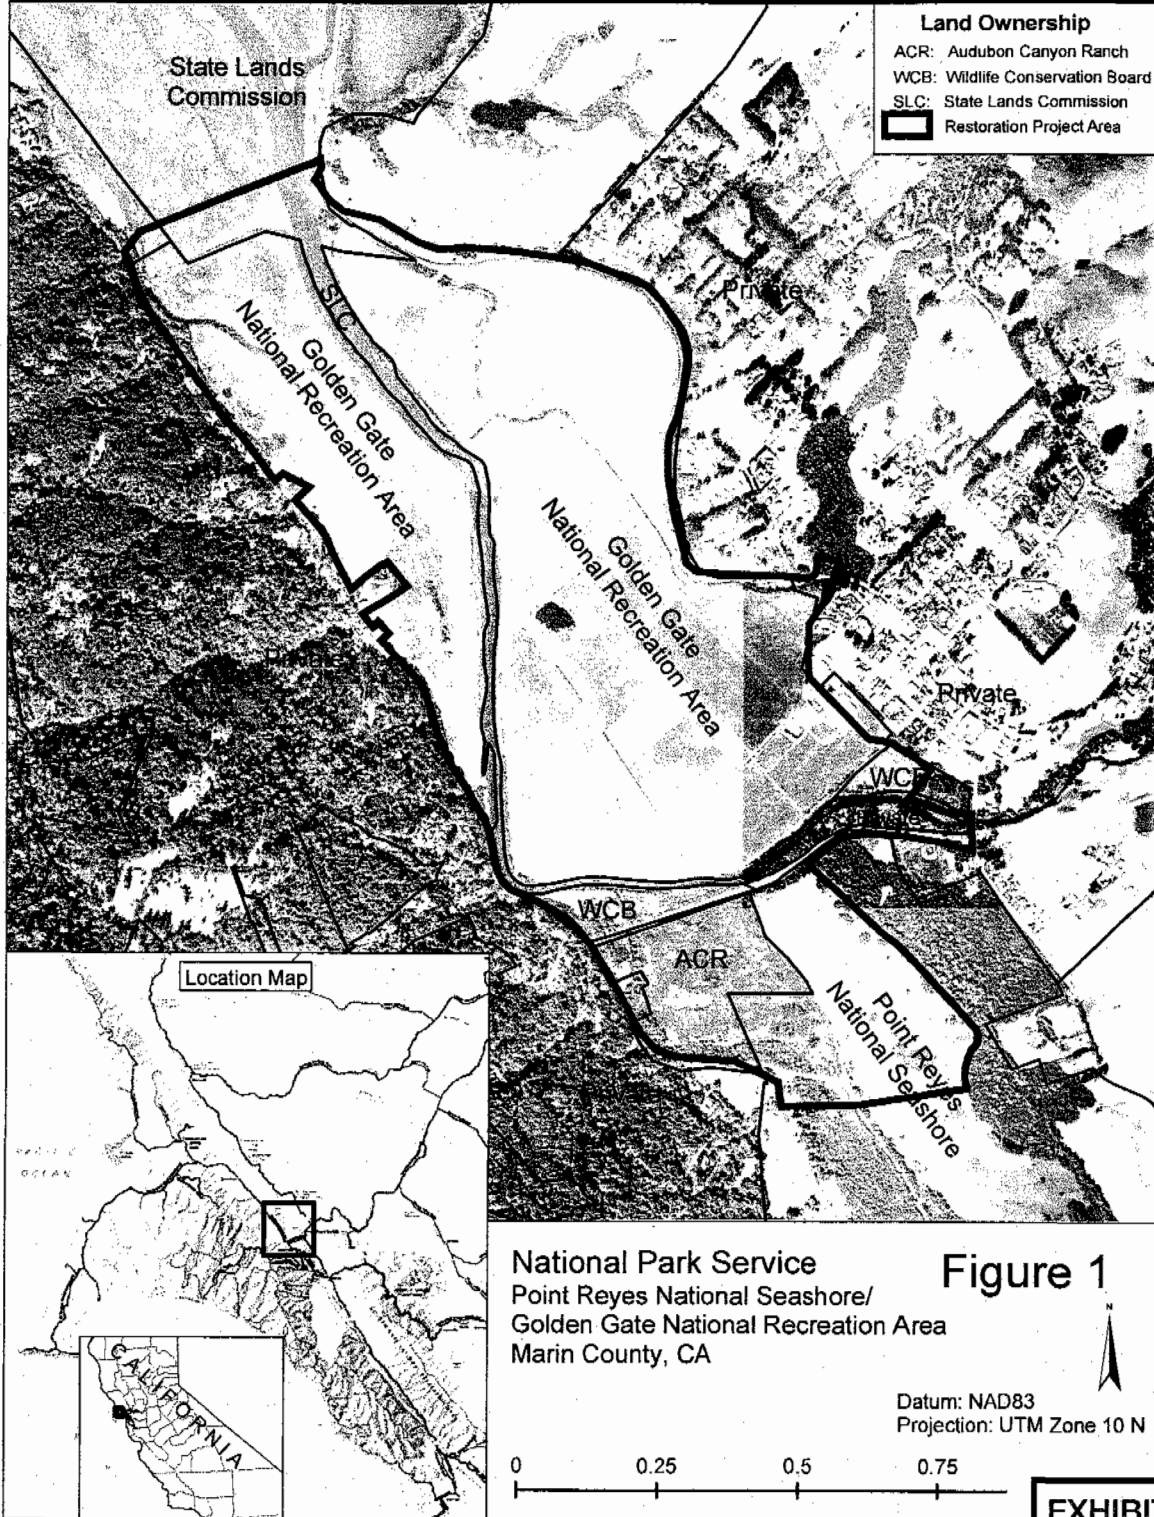 Land Ownership
ACR: Audubon Canyon Ranch
WCB: Wildlife Conservation Board
SLC: State Lands Commission
Restoration Project Area
State Lands
Commission
Private
SLC
Golden Gate
National Recreation Area
Golden Gate
National Recreation Area
Private
Private
WCB
WCB
ACR
Point Reyes
National Seashore
Location Map
PACIFIC
OCEAN
CALIFORNIA
National Park Service
Point Reyes National Seashore/
Golden Gate National Recreation Area
Marin County, CA
Figure 1
N
Datum: NAD83
Projection: UTM Zone 10 N
0 0.25 0.5 0.75
EXHIBIT